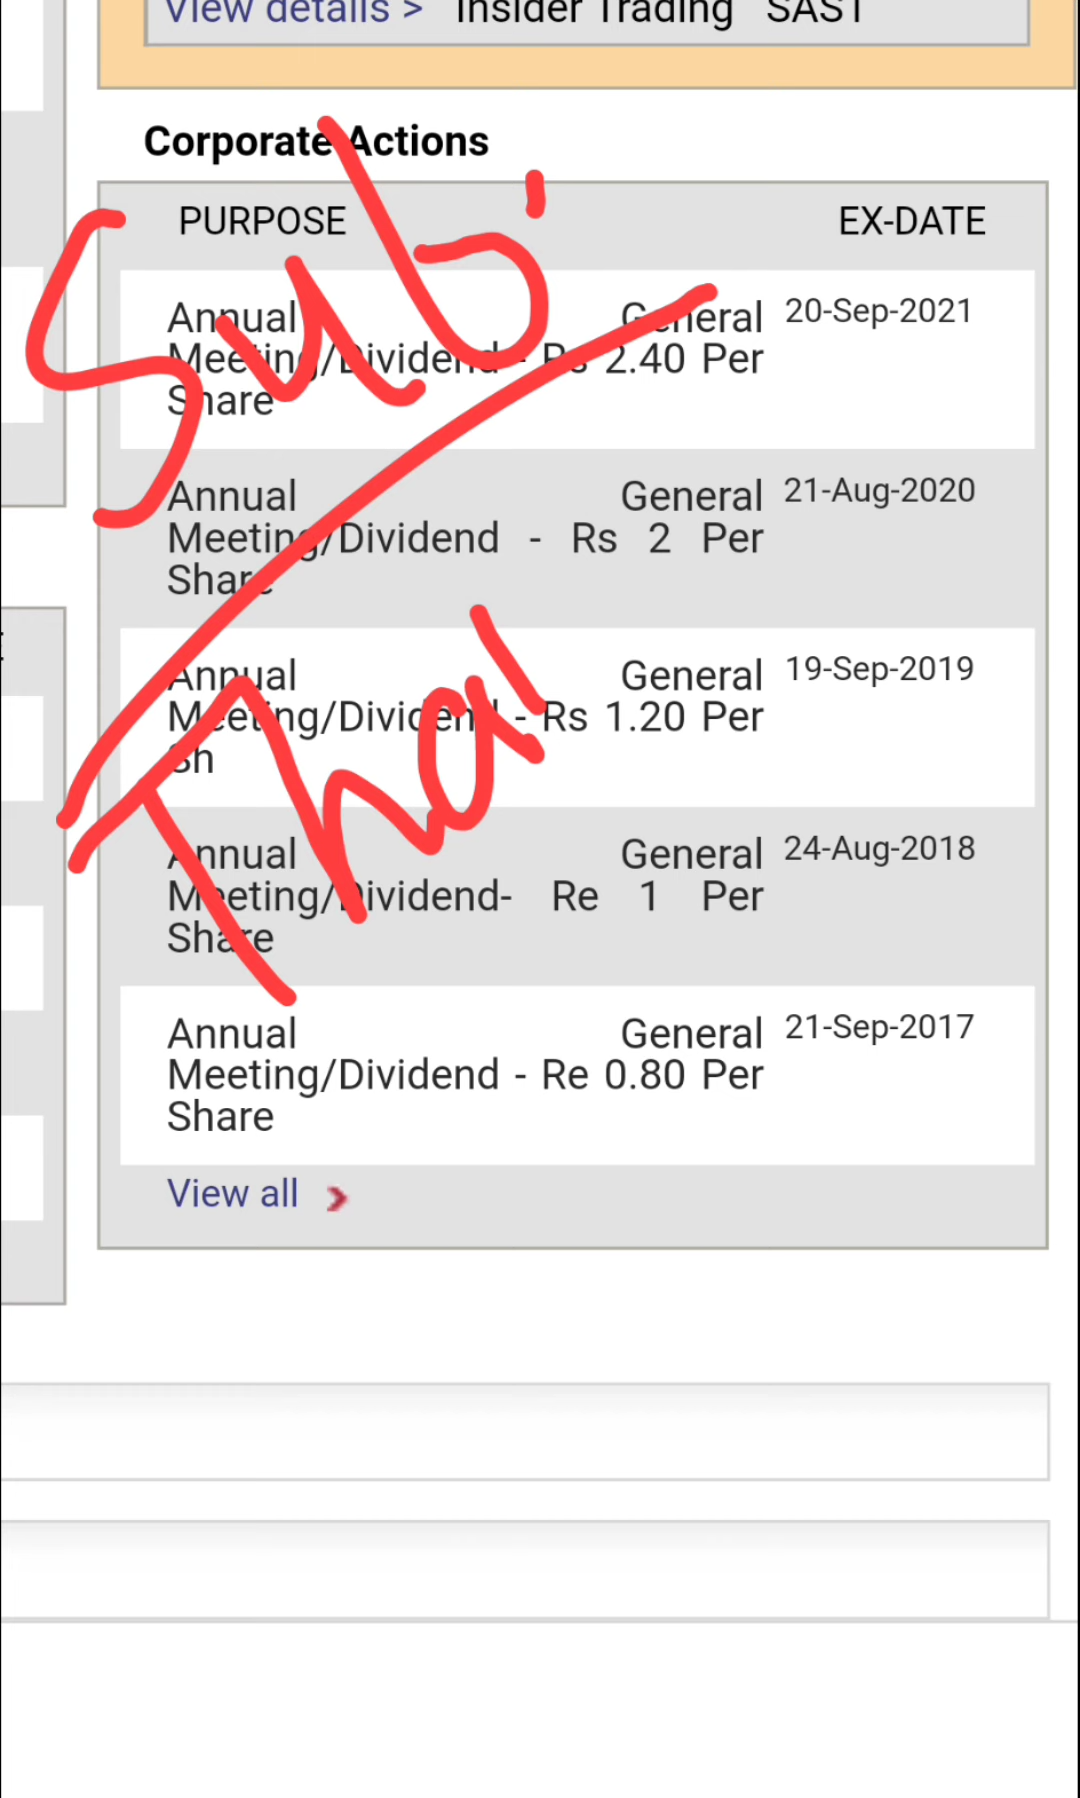 View details > Insider Trading SAST
Corporate Actions
PURPOSE EX-DATE
Annual General 20-Sep-2021
Meeting/Dividend - Rs 2.40 Per
Share
Annual General 21-Aug-2020
Meeting/Dividend - Rs 2 Per
Share
Annual General 19-Sep-2019
Meeting/Dividend - Rs 1.20 Per
Sh
Annual General 24-Aug-2018
Meeting/Dividend- Re 1 Per
Share
Annual General 21-Sep-2017
Meeting/Dividend - Re 0.80 Per
Share
View all
Sub
Thal